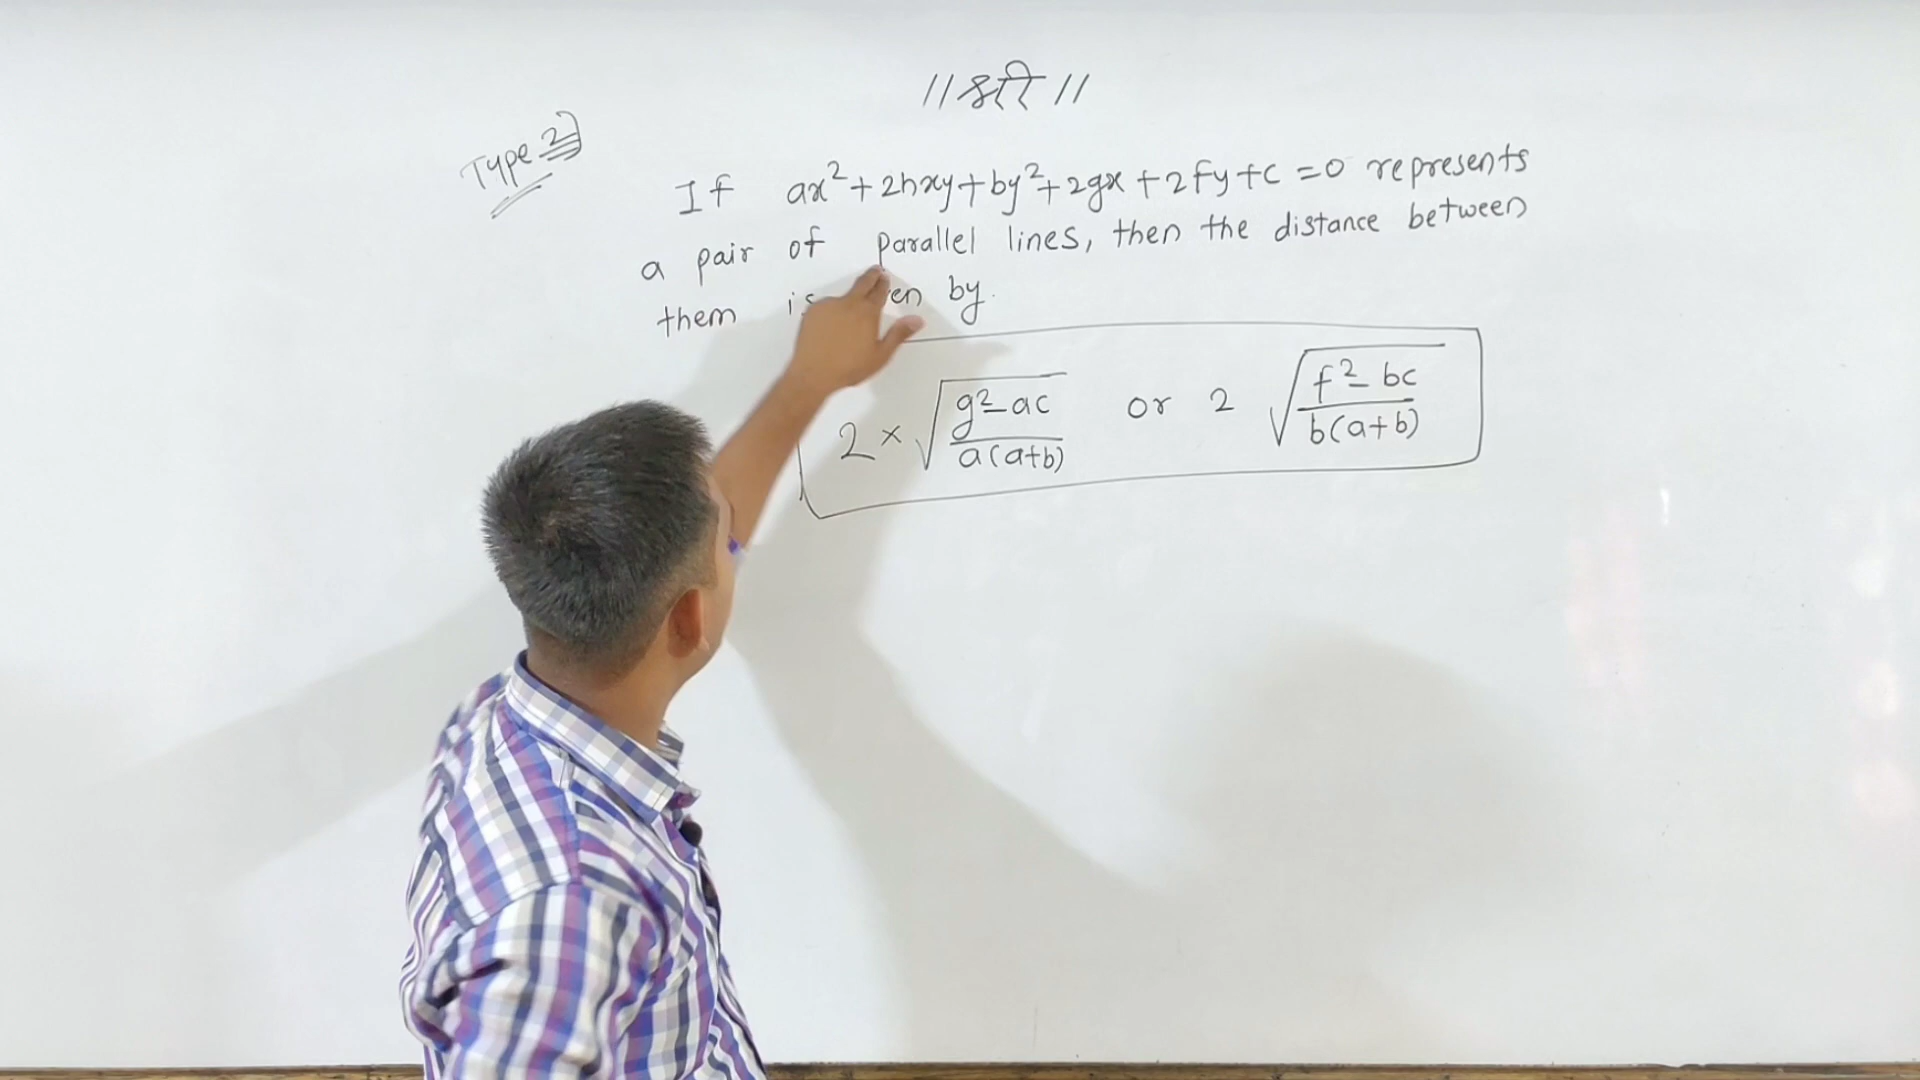 ॥ श्री ॥
Type 2)
If ax²+2hxy+by²+2gx+2fy+c=0 represents
a pair of parallel lines, then the distance between
them is by.
2 × √((g²-ac)/(a(a+b))) or 2 √((f²-bc)/(b(a+b)))